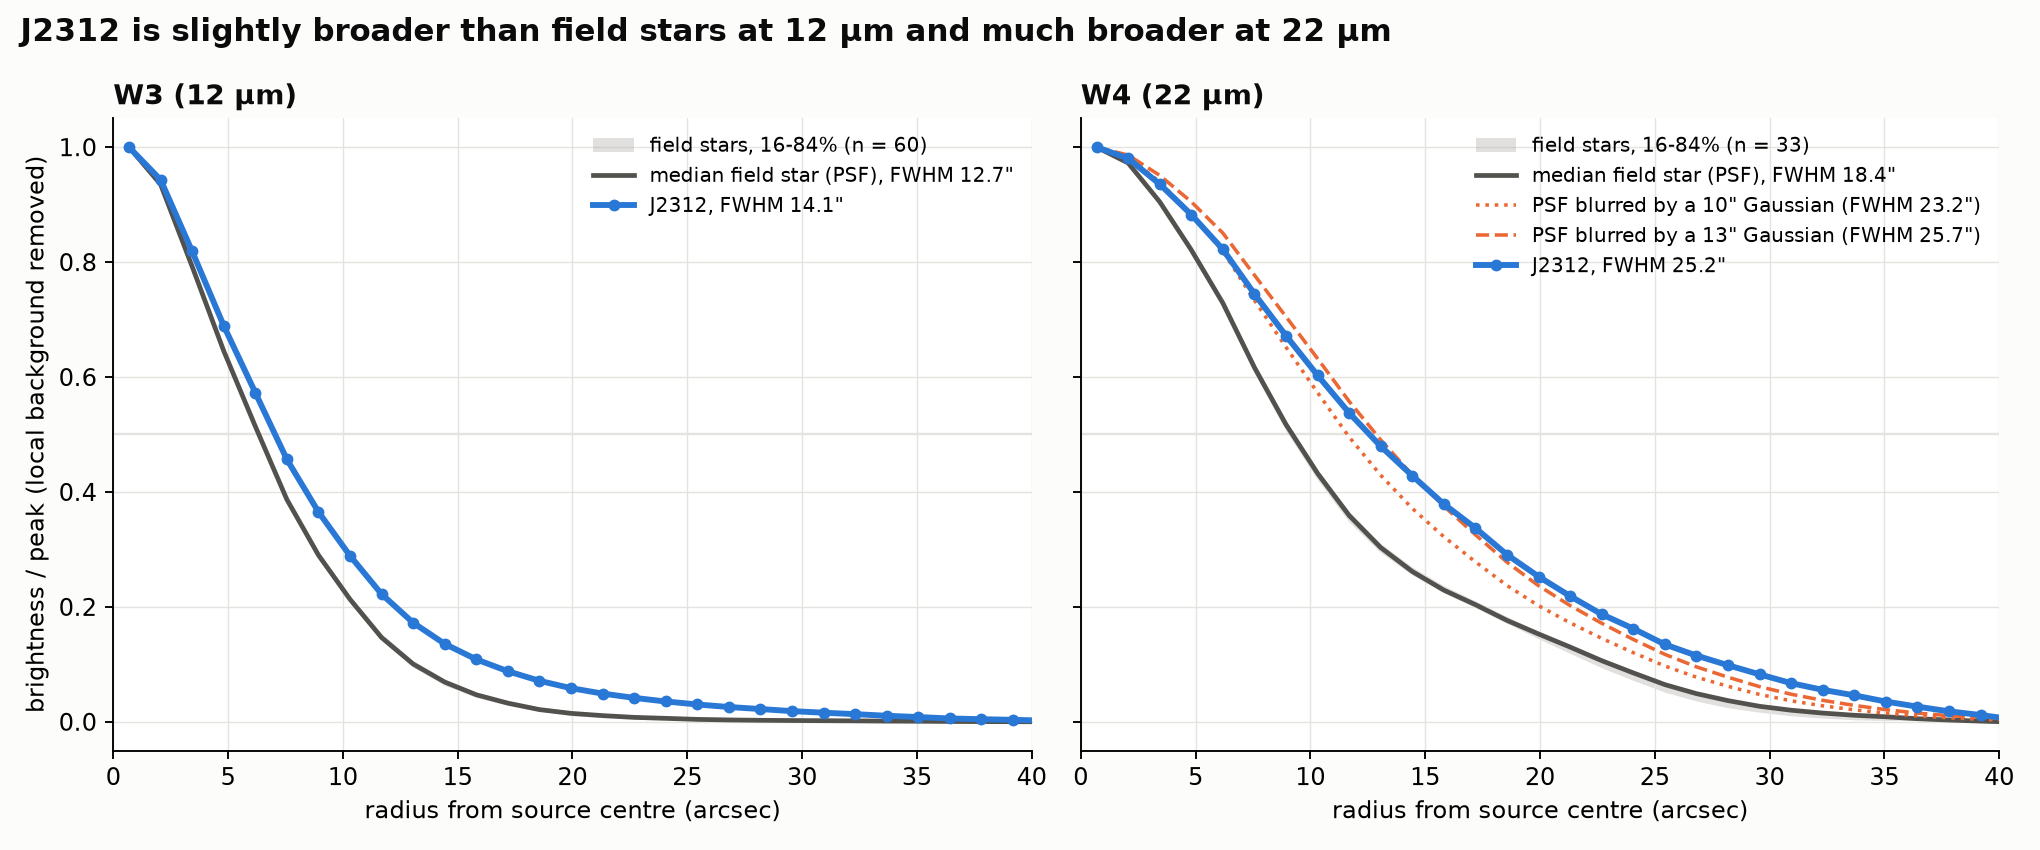 J2312 is slightly broader than field stars at 12 µm and much broader at 22 µm
W3 (12 µm)
brightness / peak (local background removed)
1.0
0.8
0.6
0.4
0.2
0.0
field stars, 16-84% (n = 60)
median field star (PSF), FWHM 12.7"
J2312, FWHM 14.1"
0 5 10 15 20 25 30 35 40
radius from source centre (arcsec)
W4 (22 µm)
field stars, 16-84% (n = 33)
median field star (PSF), FWHM 18.4"
PSF blurred by a 10" Gaussian (FWHM 23.2")
PSF blurred by a 13" Gaussian (FWHM 25.7")
J2312, FWHM 25.2"
0 5 10 15 20 25 30 35 40
radius from source centre (arcsec)